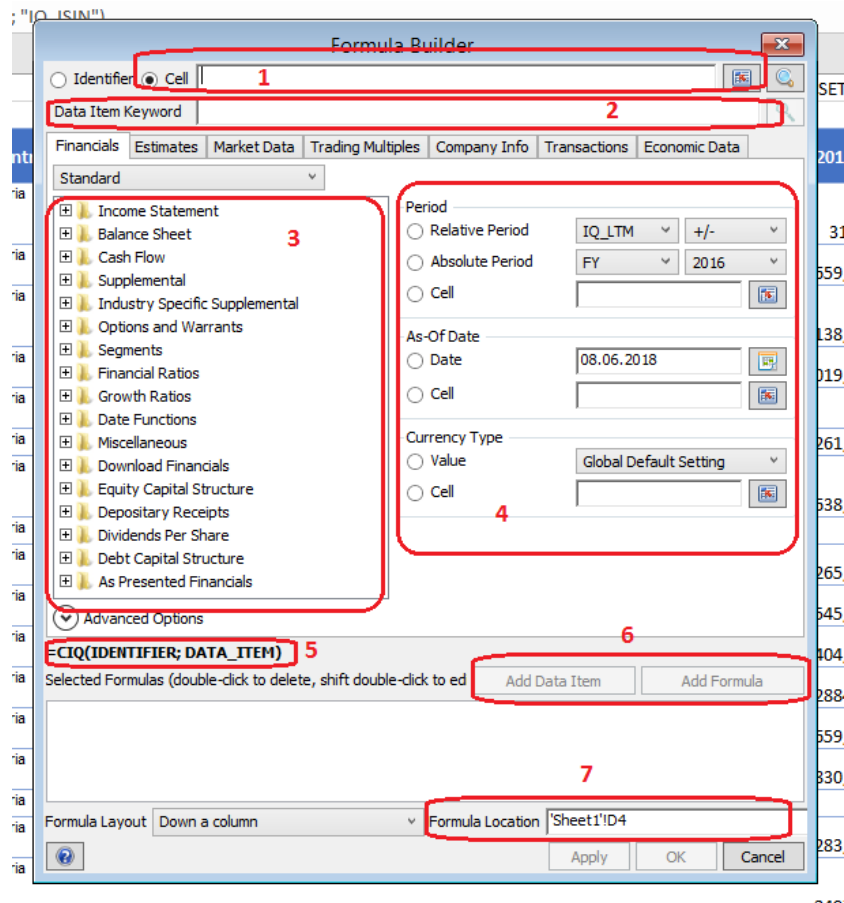 ; "IQ_ISIN")
Formula Builder
Identifier Cell 1
SET
Data Item Keyword 2
Financials Estimates Market Data Trading Multiples Company Info Transactions Economic Data
201
Standard
ria
Income Statement
Balance Sheet
Cash Flow
Supplemental
Industry Specific Supplemental
Options and Warrants
Segments
Financial Ratios
Growth Ratios
Date Functions
Miscellaneous
Download Financials
Equity Capital Structure
Depositary Receipts
Dividends Per Share
Debt Capital Structure
As Presented Financials
3
Period
Relative Period IQ_LTM +/-
Absolute Period FY 2016
Cell
As-Of Date
Date 08.06.2018
Cell
Currency Type
Value Global Default Setting
Cell
4
31
659,
138,
019,
261,
538,
265,
545,
404,
288
659,
330,
283,
Advanced Options
=CIQ(IDENTIFIER; DATA_ITEM) 5
6
Selected Formulas (double-click to delete, shift double-click to ed Add Data Item Add Formula
7
Formula Layout Down a column Formula Location 'Sheet1'!D4
Apply OK Cancel